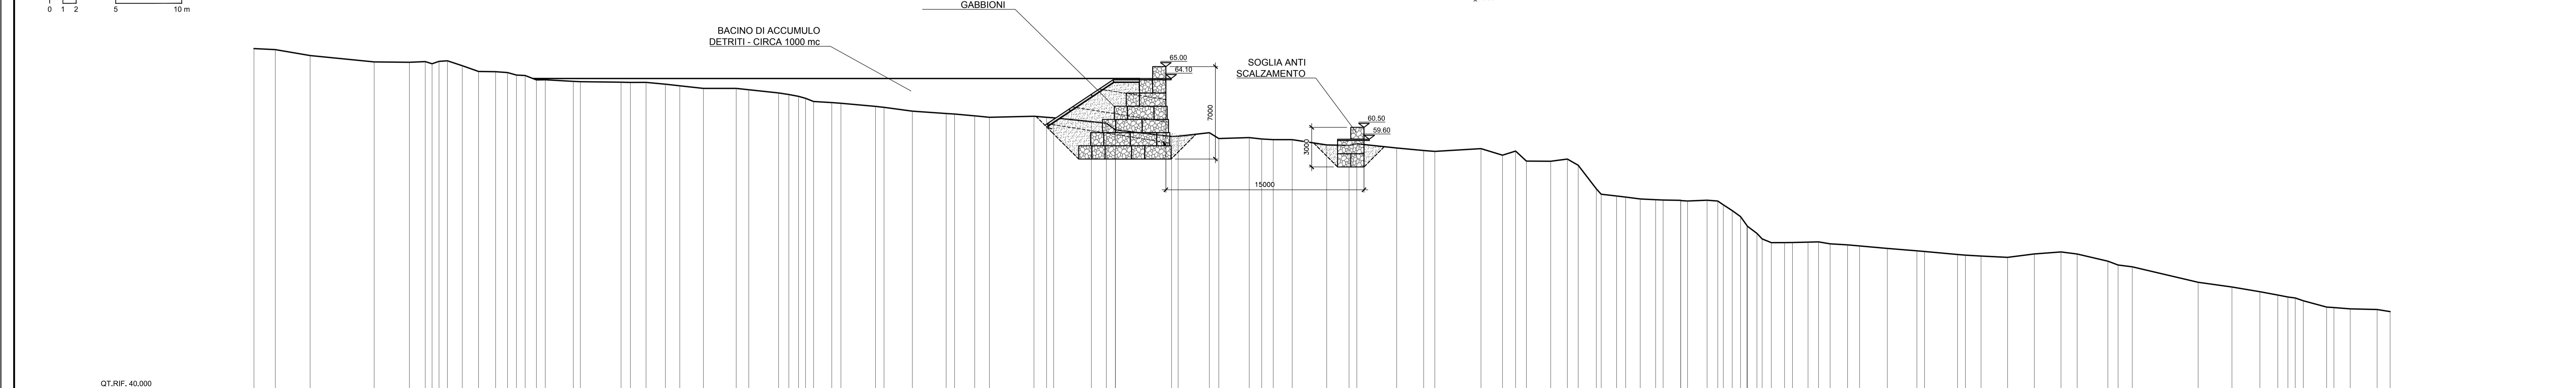 0 1 2 5 10 m
GABBIONI
BACINO DI ACCUMULO
DETRITI - CIRCA 1000 mc
65.00
64.10
SOGLIA ANTI
SCALZAMENTO
7000
60.50
59.60
3000
15000
QT.RIF. 40.000